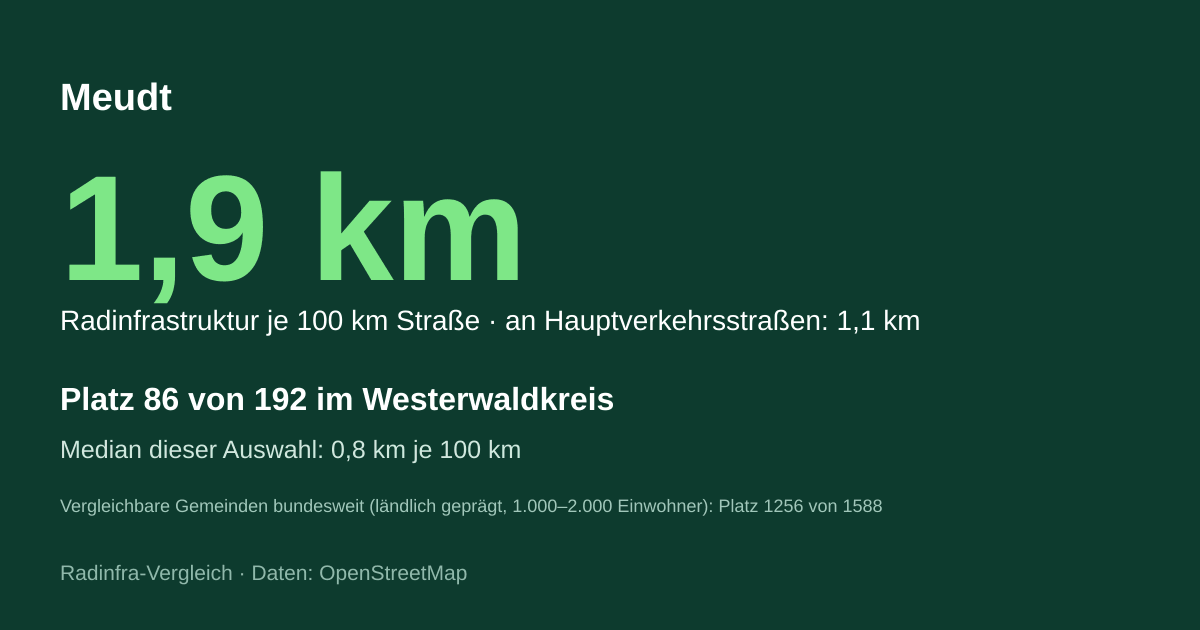 Meudt
1,9 km
Radinfrastruktur je 100 km Straße · an Hauptverkehrsstraßen: 1,1 km
Platz 86 von 192 im Westerwaldkreis
Median dieser Auswahl: 0,8 km je 100 km
Vergleichbare Gemeinden bundesweit (ländlich geprägt, 1.000–2.000 Einwohner): Platz 1256 von 1588
Radinfra-Vergleich · Daten: OpenStreetMap